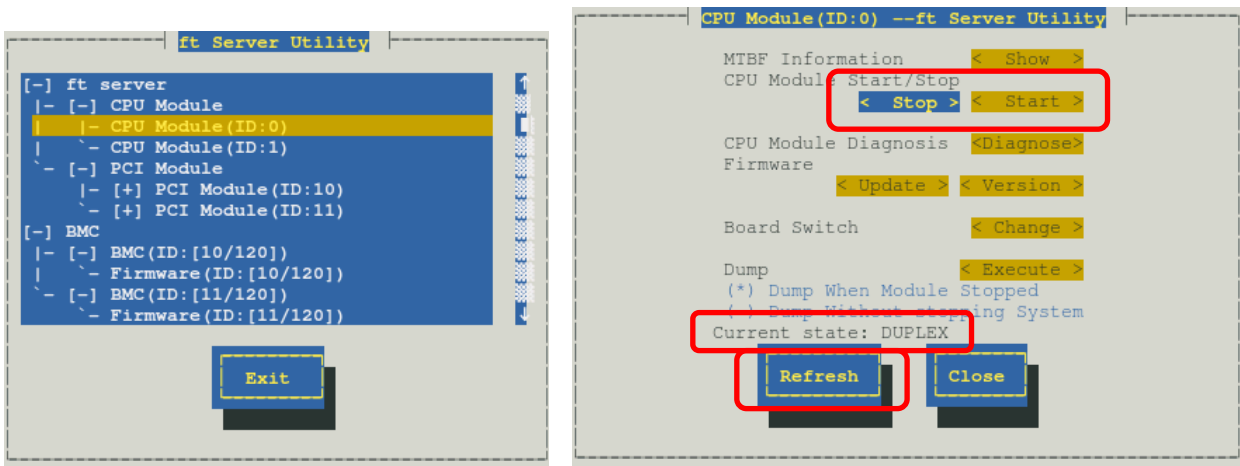 ft Server Utility
[-] ft server
|- [-] CPU Module
| |- CPU Module(ID:0)
| `- CPU Module(ID:1)
`- [-] PCI Module
|- [+] PCI Module(ID:10)
`- [+] PCI Module(ID:11)
[-] BMC
|- [-] BMC(ID:[10/120])
| `- Firmware(ID:[10/120])
`- [-] BMC(ID:[11/120])
`- Firmware(ID:[11/120])
Exit
CPU Module(ID:0) --ft Server Utility
MTBF Information < Show >
CPU Module Start/Stop
< Stop > < Start >
CPU Module Diagnosis <Diagnose>
Firmware
< Update > < Version >
Board Switch < Change >
Dump < Execute >
(*) Dump When Module Stopped
( ) Dump Without stopping System
Current state: DUPLEX
Refresh Close